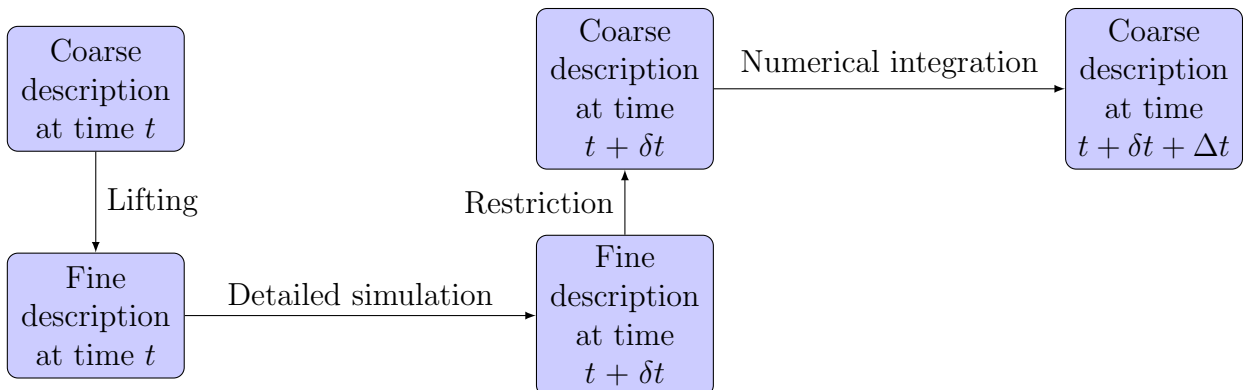 Coarse
description
at time t
Lifting
Fine
description
at time t
Detailed simulation
Fine
description
at time
t + δt
Restriction
Coarse
description
at time
t + δt
Numerical integration
Coarse
description
at time
t + δt + Δt